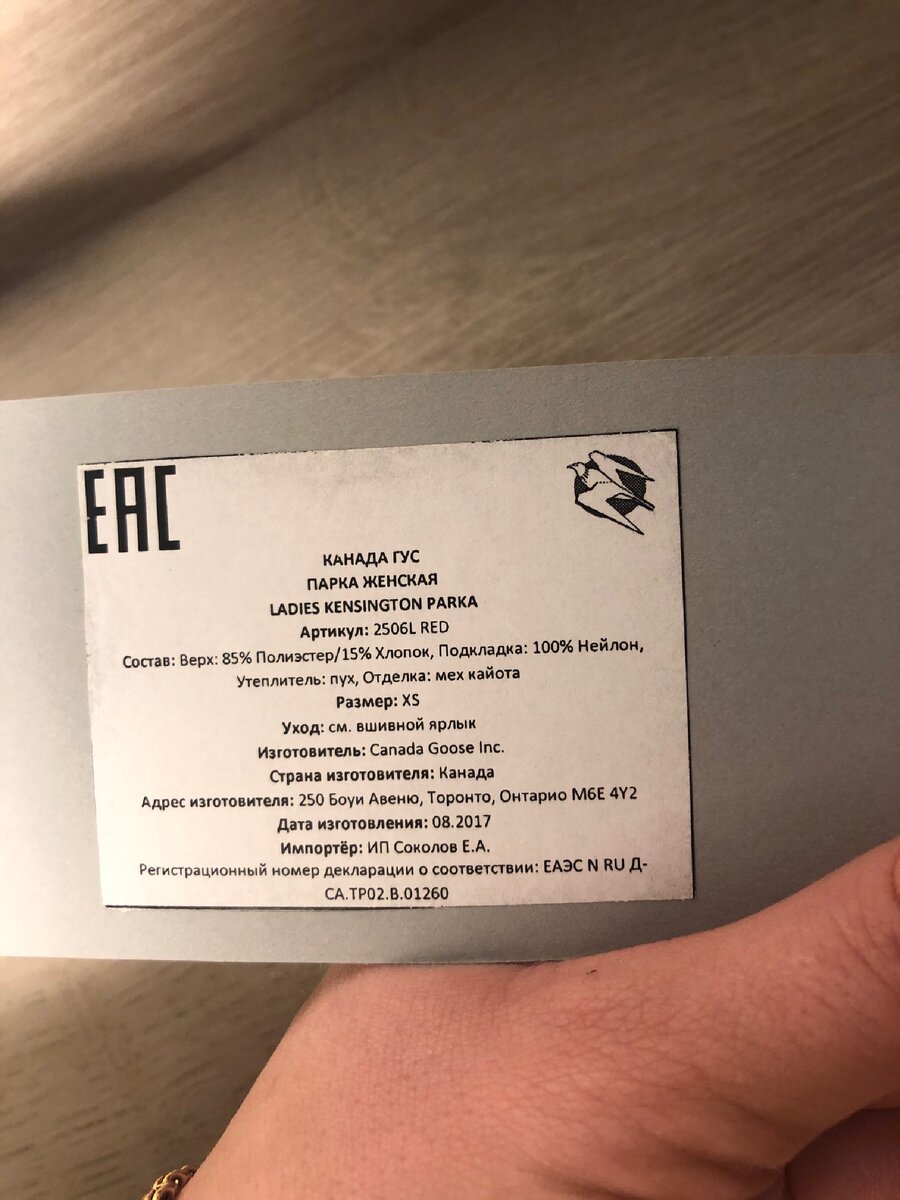 EAC
КАНАДА ГУС
ПАРКА ЖЕНСКАЯ
LADIES KENSINGTON PARKA
Артикул: 2506L RED
Состав: Верх: 85% Полиэстер/15% Хлопок, Подкладка: 100% Нейлон,
Утеплитель: пух, Отделка: мех кайота
Размер: XS
Уход: см. вшивной ярлык
Изготовитель: Canada Goose Inc.
Страна изготовителя: Канада
Адрес изготовителя: 250 Боуи Авеню, Торонто, Онтарио M6E 4Y2
Дата изготовления: 08.2017
Импортёр: ИП Соколов Е.А.
Регистрационный номер декларации о соответствии: ЕАЭС N RU Д-
CA.TP02.B.01260